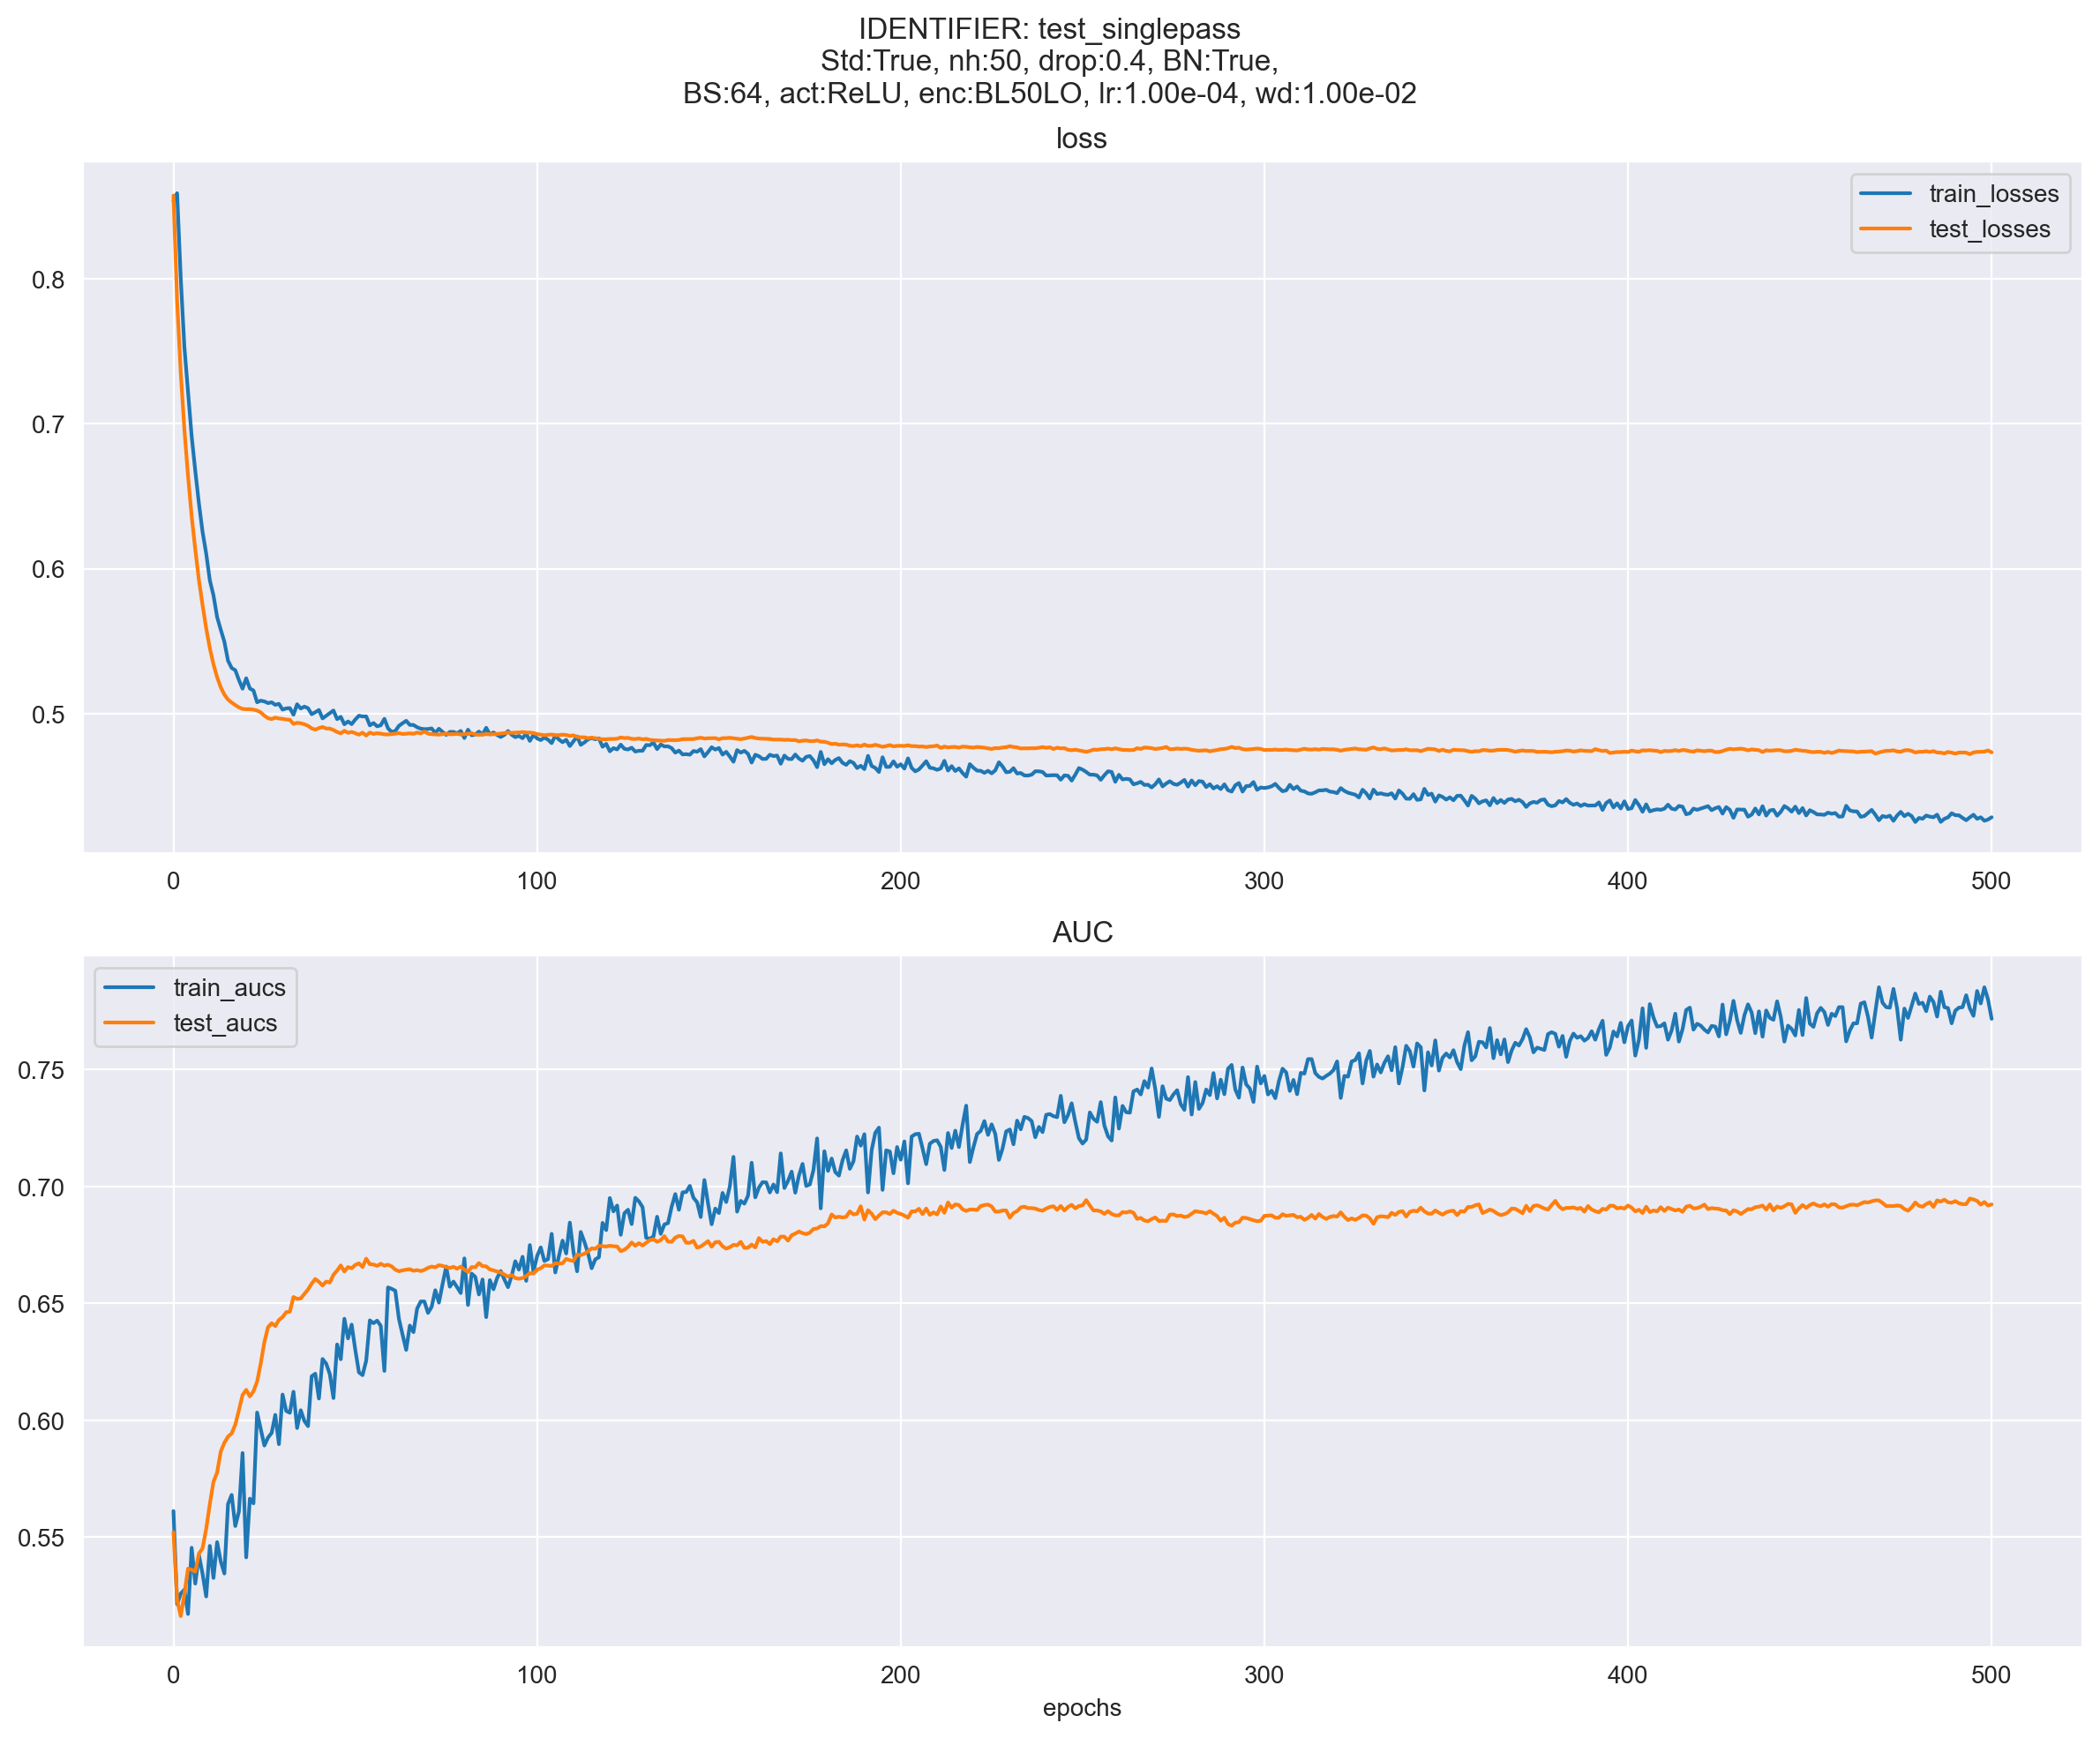 IDENTIFIER: test_singlepass
Std:True, nh:50, drop:0.4, BN:True,
BS:64, act:ReLU, enc:BL50LO, lr:1.00e-04, wd:1.00e-02
loss
train_losses
test_losses
0.8
0.7
0.6
0.5
0 100 200 300 400 500
AUC
train_aucs
test_aucs
0.75
0.70
0.65
0.60
0.55
0 100 200 300 400 500
epochs